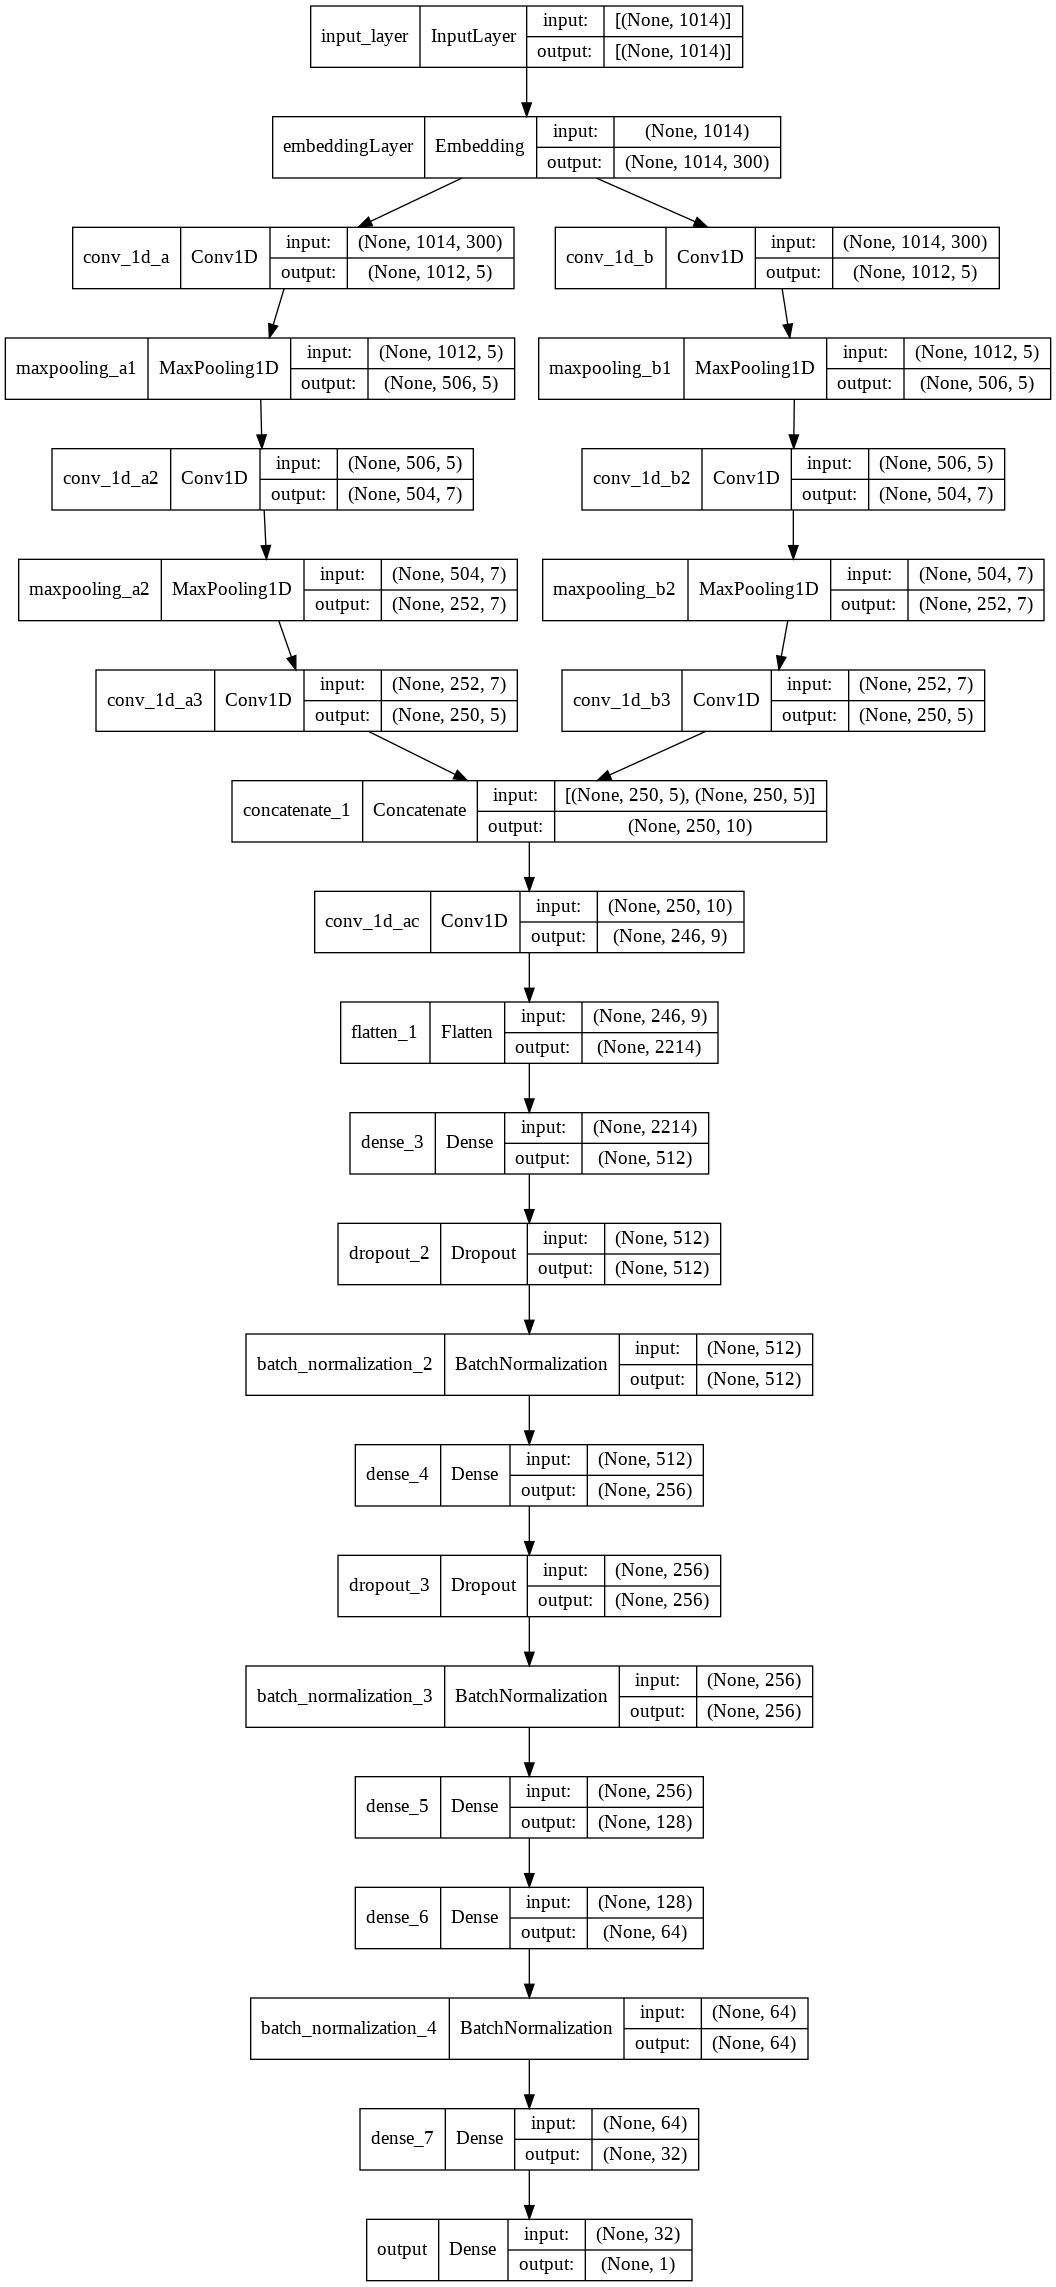 input_layer InputLayer input: [(None, 1014)]
output: [(None, 1014)]
embeddingLayer Embedding input: (None, 1014)
output: (None, 1014, 300)
conv_1d_a Conv1D input: (None, 1014, 300)
output: (None, 1012, 5)
conv_1d_b Conv1D input: (None, 1014, 300)
output: (None, 1012, 5)
maxpooling_a1 MaxPooling1D input: (None, 1012, 5)
output: (None, 506, 5)
maxpooling_b1 MaxPooling1D input: (None, 1012, 5)
output: (None, 506, 5)
conv_1d_a2 Conv1D input: (None, 506, 5)
output: (None, 504, 7)
conv_1d_b2 Conv1D input: (None, 506, 5)
output: (None, 504, 7)
maxpooling_a2 MaxPooling1D input: (None, 504, 7)
output: (None, 252, 7)
maxpooling_b2 MaxPooling1D input: (None, 504, 7)
output: (None, 252, 7)
conv_1d_a3 Conv1D input: (None, 252, 7)
output: (None, 250, 5)
conv_1d_b3 Conv1D input: (None, 252, 7)
output: (None, 250, 5)
concatenate_1 Concatenate input: [(None, 250, 5), (None, 250, 5)]
output: (None, 250, 10)
conv_1d_ac Conv1D input: (None, 250, 10)
output: (None, 246, 9)
flatten_1 Flatten input: (None, 246, 9)
output: (None, 2214)
dense_3 Dense input: (None, 2214)
output: (None, 512)
dropout_2 Dropout input: (None, 512)
output: (None, 512)
batch_normalization_2 BatchNormalization input: (None, 512)
output: (None, 512)
dense_4 Dense input: (None, 512)
output: (None, 256)
dropout_3 Dropout input: (None, 256)
output: (None, 256)
batch_normalization_3 BatchNormalization input: (None, 256)
output: (None, 256)
dense_5 Dense input: (None, 256)
output: (None, 128)
dense_6 Dense input: (None, 128)
output: (None, 64)
batch_normalization_4 BatchNormalization input: (None, 64)
output: (None, 64)
dense_7 Dense input: (None, 64)
output: (None, 32)
output Dense input: (None, 32)
output: (None, 1)